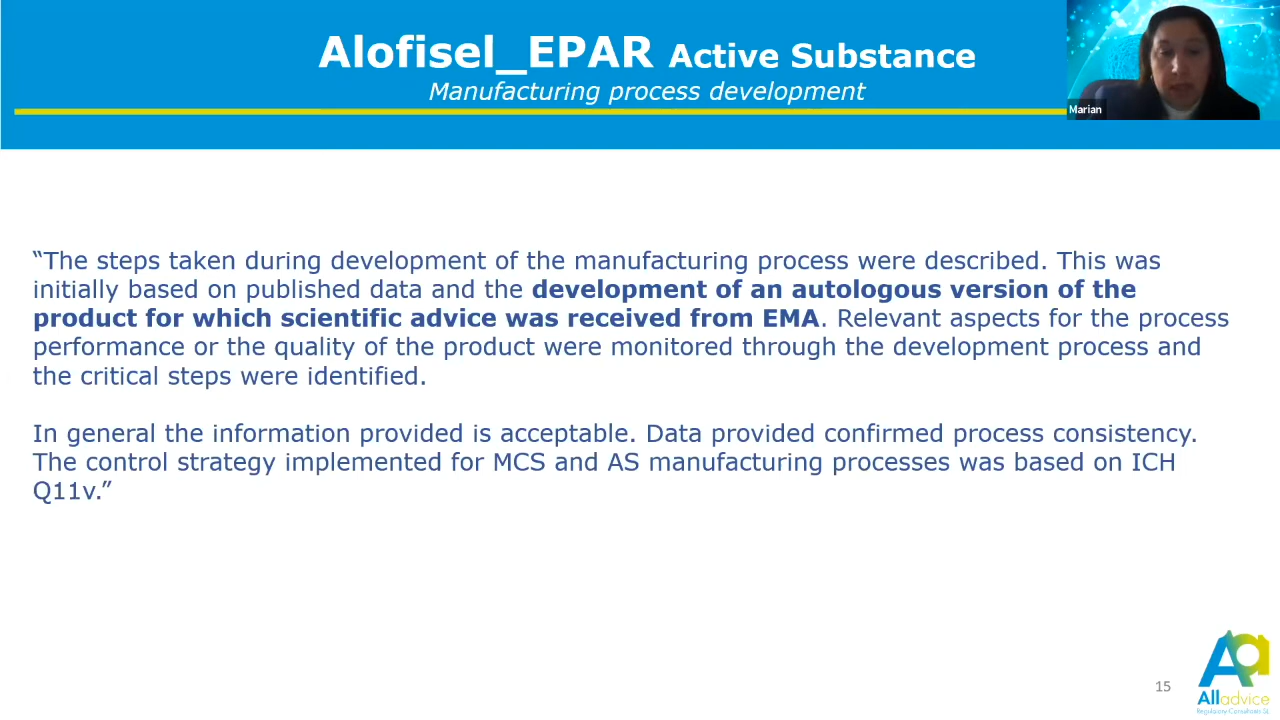 Alofisel_EPAR Active Substance
Manufacturing process development
Marian
“The steps taken during development of the manufacturing process were described. This was
initially based on published data and the development of an autologous version of the
product for which scientific advice was received from EMA. Relevant aspects for the process
performance or the quality of the product were monitored through the development process and
the critical steps were identified.
In general the information provided is acceptable. Data provided confirmed process consistency.
The control strategy implemented for MCS and AS manufacturing processes was based on ICH
Q11v.”
15
Alladvice
Regulatory Consultants SL